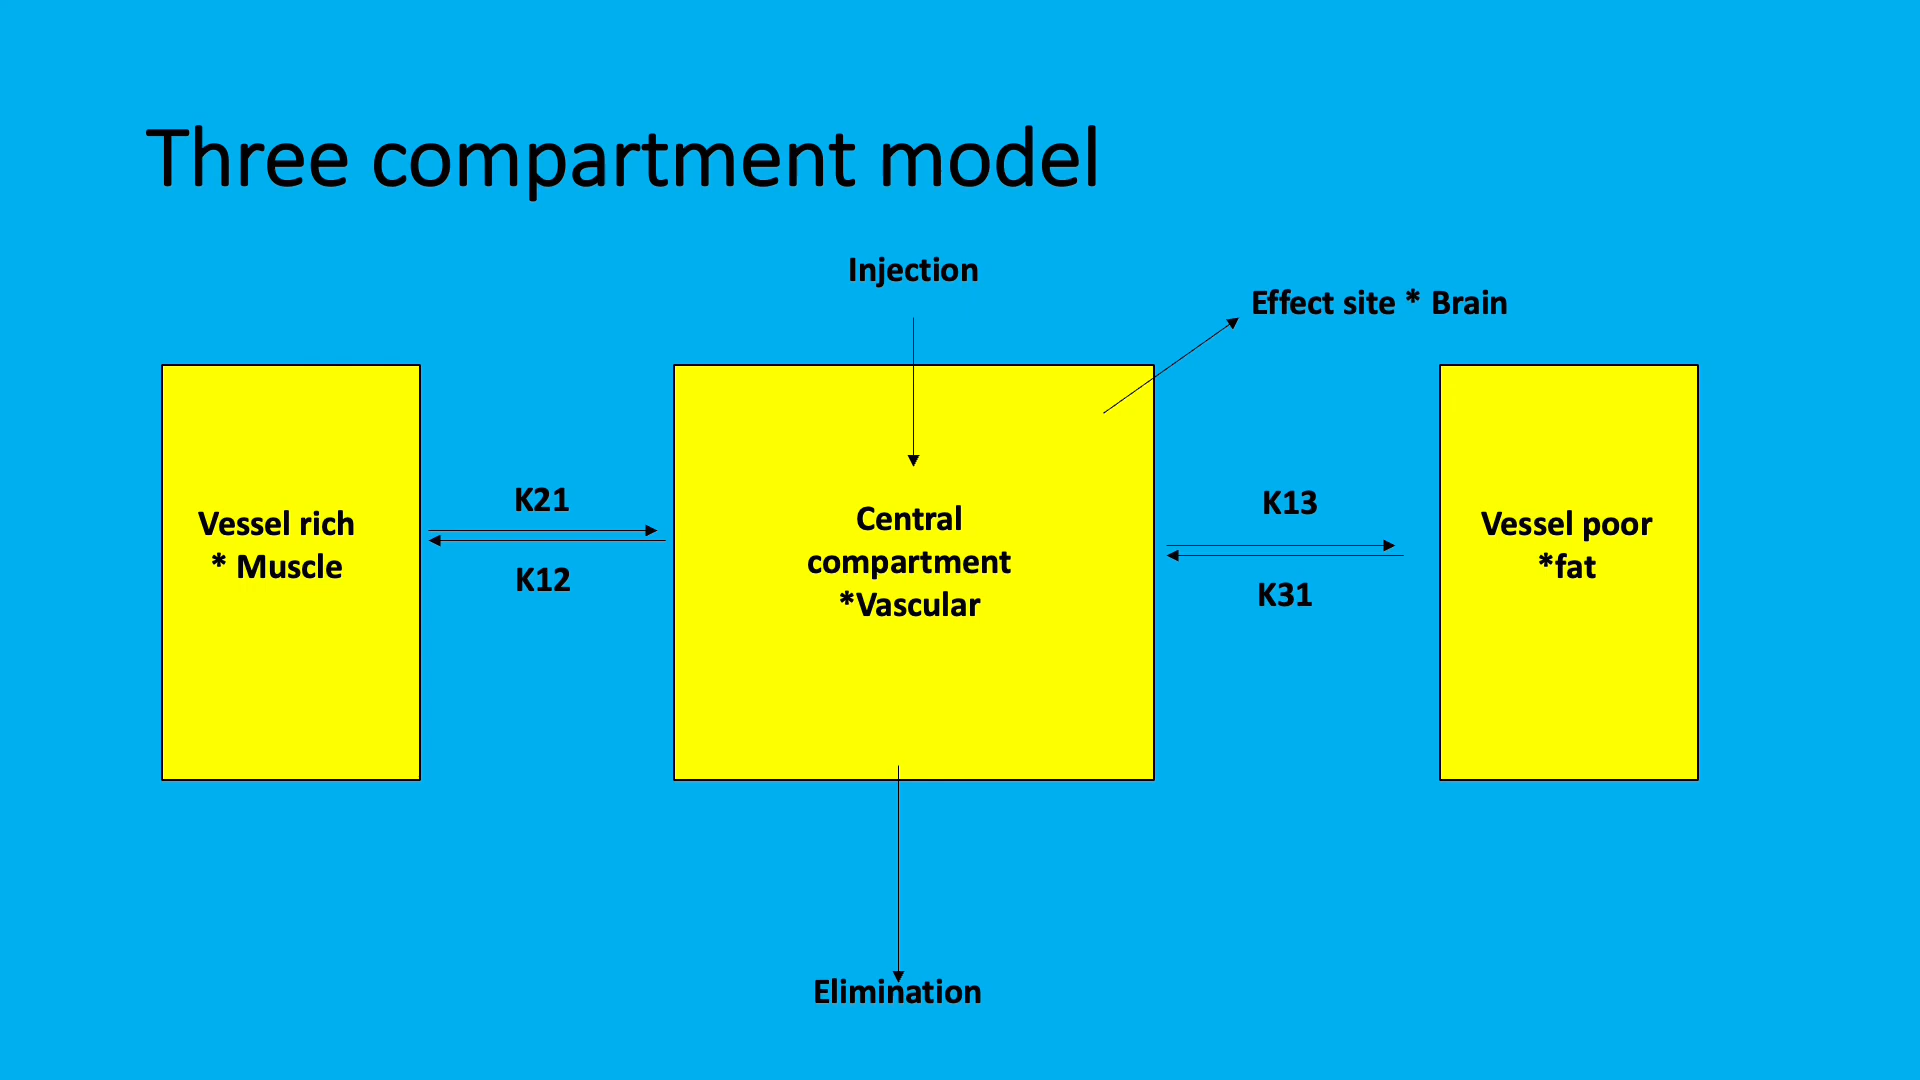 Three compartment model
Injection
Effect site * Brain
Vessel rich
* Muscle
K21
K12
Central
compartment
*Vascular
K13
K31
Vessel poor
*fat
Elimination